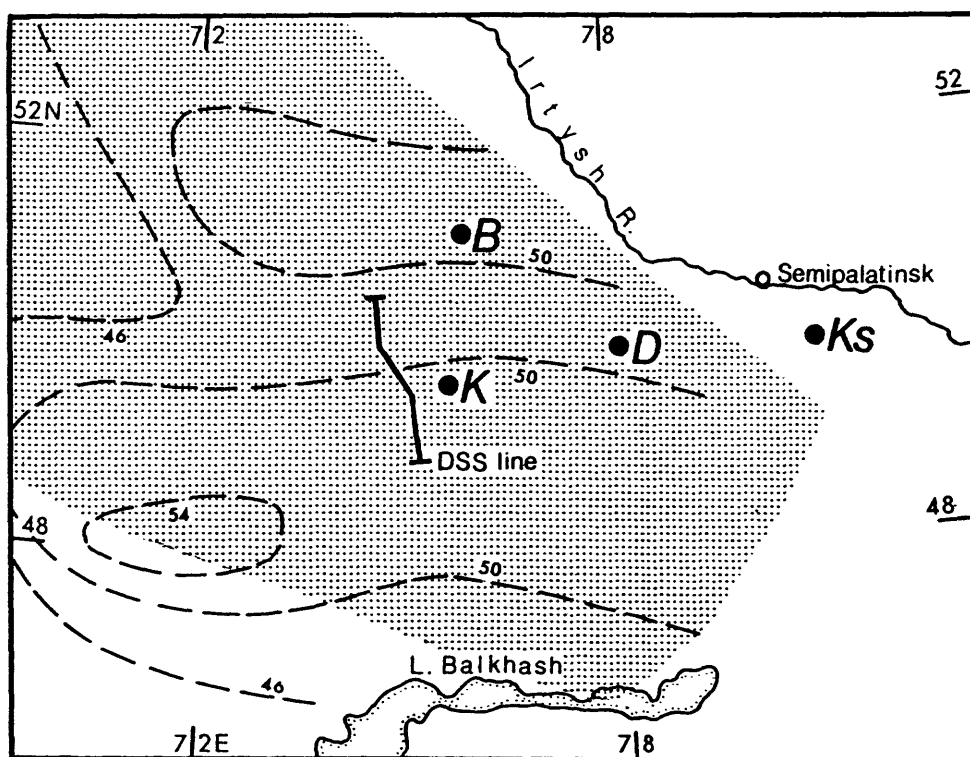 72
78
52
52N
Irtysh R.
B
50
Semipalatinsk
46
D
Ks
50
K
DSS line
54
48
48
50
L. Balkhash
46
72E
78